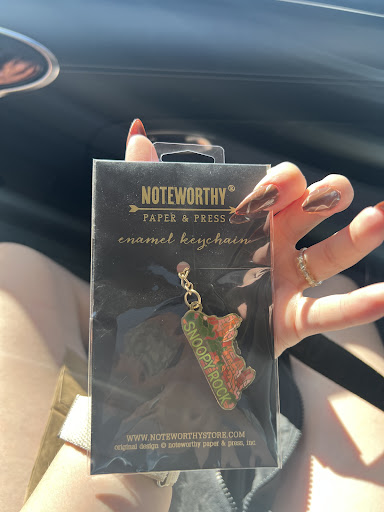 NOTEWORTHY®
PAPER & PRESS
enamel keychain
SNOOPY ROCK
WWW.NOTEWORTHYSTORE.COM
original design © noteworthy paper & press, inc.